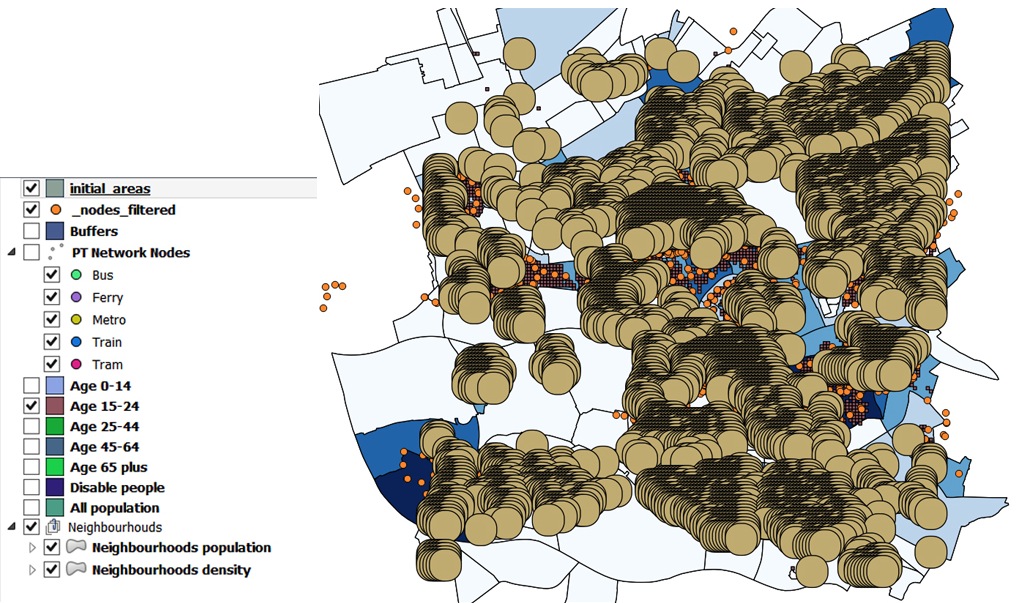 initial_areas
_nodes_filtered
Buffers
PT Network Nodes
Bus
Ferry
Metro
Train
Tram
Age 0-14
Age 15-24
Age 25-44
Age 45-64
Age 65 plus
Disable people
All population
Neighbourhouds
Neighbourhoods population
Neighbourhoods density